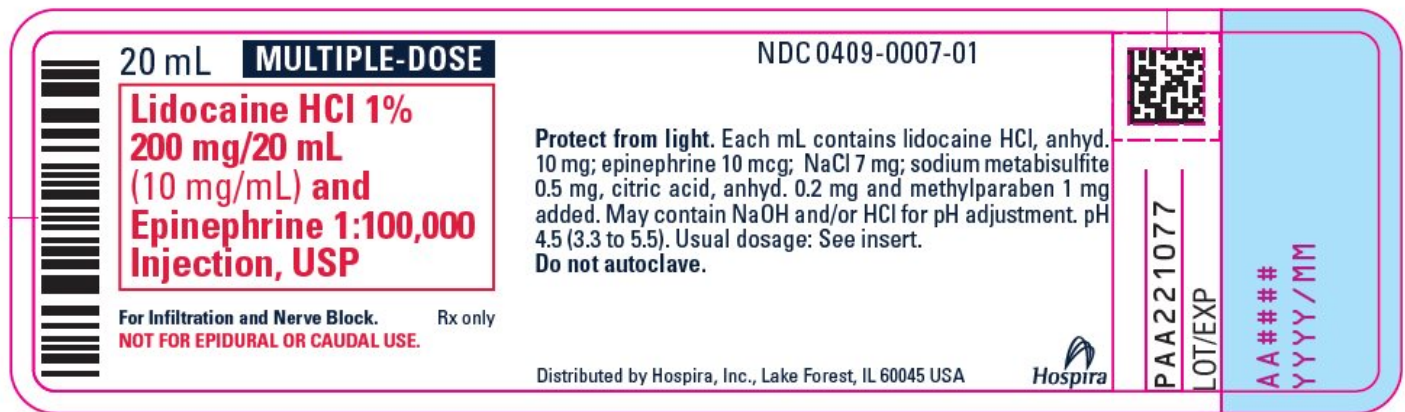 20 mL MULTIPLE-DOSE
Lidocaine HCl 1%
200 mg/20 mL
(10 mg/mL) and
Epinephrine 1:100,000
Injection, USP
For Infiltration and Nerve Block. Rx only
NOT FOR EPIDURAL OR CAUDAL USE.
NDC 0409-0007-01
Protect from light. Each mL contains lidocaine HCl, anhyd.
10 mg; epinephrine 10 mcg; NaCl 7 mg; sodium metabisulfite
0.5 mg, citric acid, anhyd. 0.2 mg and methylparaben 1 mg
added. May contain NaOH and/or HCl for pH adjustment. pH
4.5 (3.3 to 5.5). Usual dosage: See insert.
Do not autoclave.
Distributed by Hospira, Inc., Lake Forest, IL 60045 USA
Hospira
PAA221077
LOT/EXP
AA####
YYYY/MM